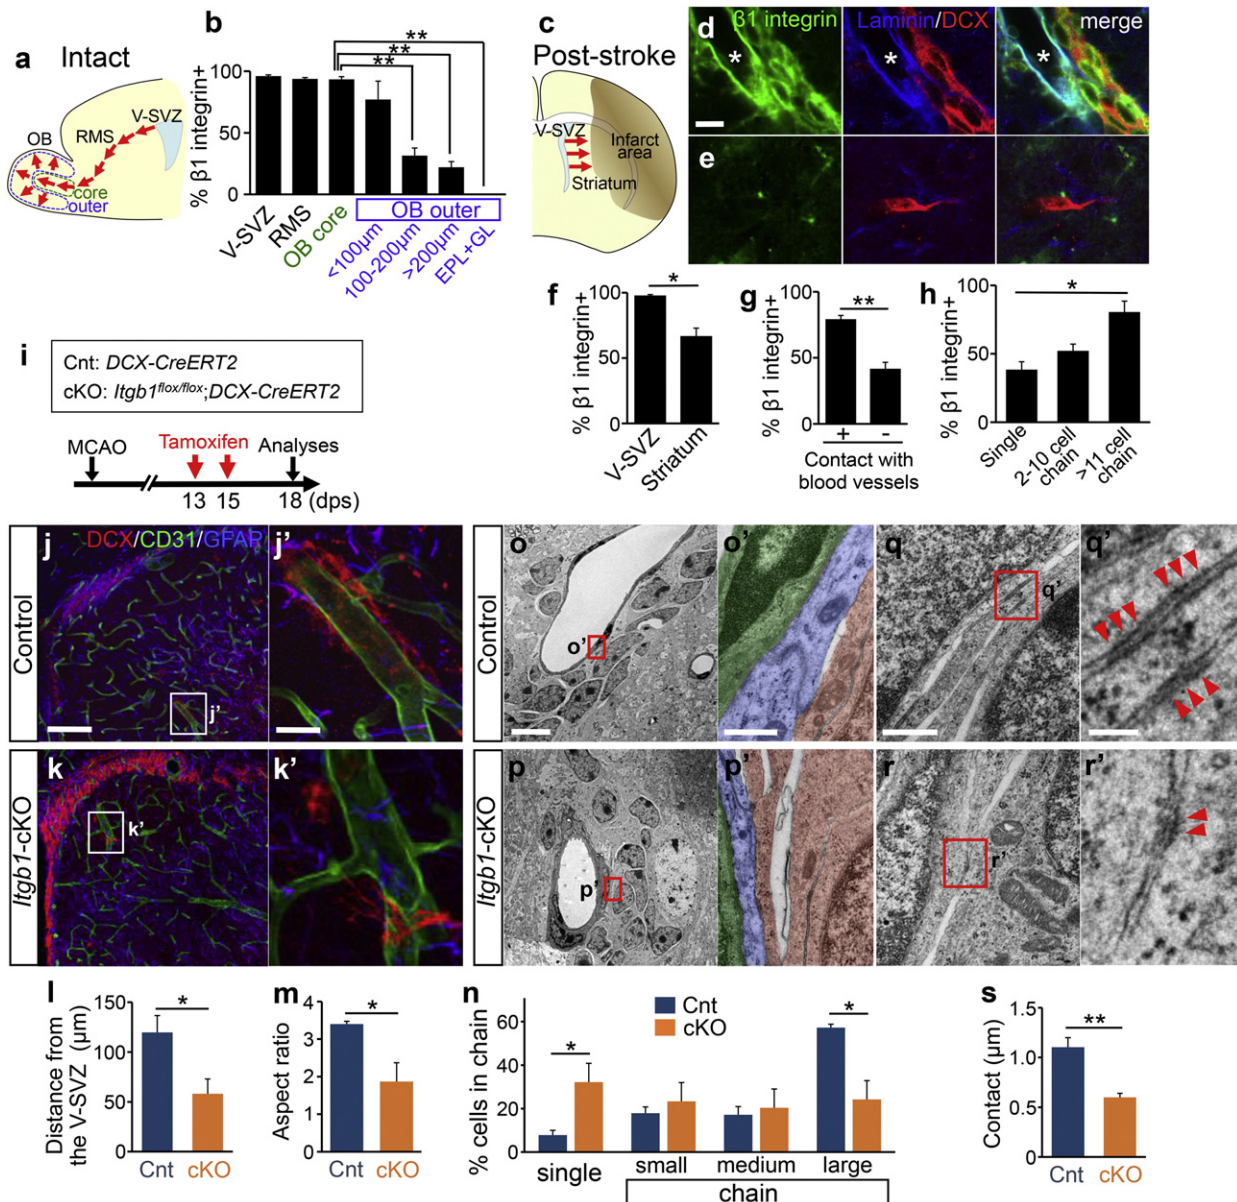 a Intact
V-SVZ
RMS
OB
core
outer
b
% β1 integrin+
100
50
0
**
**
**
V-SVZ
RMS
OB core
OB outer
<100μm
100-200μm
>200μm
EPL+GL
c
Post-stroke
V-SVZ
Infarct
area
Striatum
d
β1 integrin
Laminin/DCX
merge
*
*
*
e
f
% β1 integrin+
100
50
0
*
V-SVZ
Striatum
g
% β1 integrin+
100
50
0
**
+ -
Contact with
blood vessels
h
% β1 integrin+
100
50
0
*
Single
2-10 cell
chain
>11 cell
chain
i
Cnt: DCX-CreERT2
cKO: Itgb1flox/flox;DCX-CreERT2
MCAO
Tamoxifen
Analyses
13 15 18 (dps)
Control
j DCX/CD31/GFAP
j'
j'
Itgb1-cKO
k
k'
k'
Control
o
o'
o'
q
q'
q'
Itgb1-cKO
p
p'
p'
r
r'
r'
l
Distance from
the V-SVZ (μm)
150
100
50
0
*
Cnt cKO
m
Aspect ratio
4
3
2
1
0
*
Cnt cKO
n
% cells in chain
60
40
20
0
Cnt
cKO
*
*
single
small medium large
chain
s
Contact (μm)
1.0
0.5
0
**
Cnt cKO